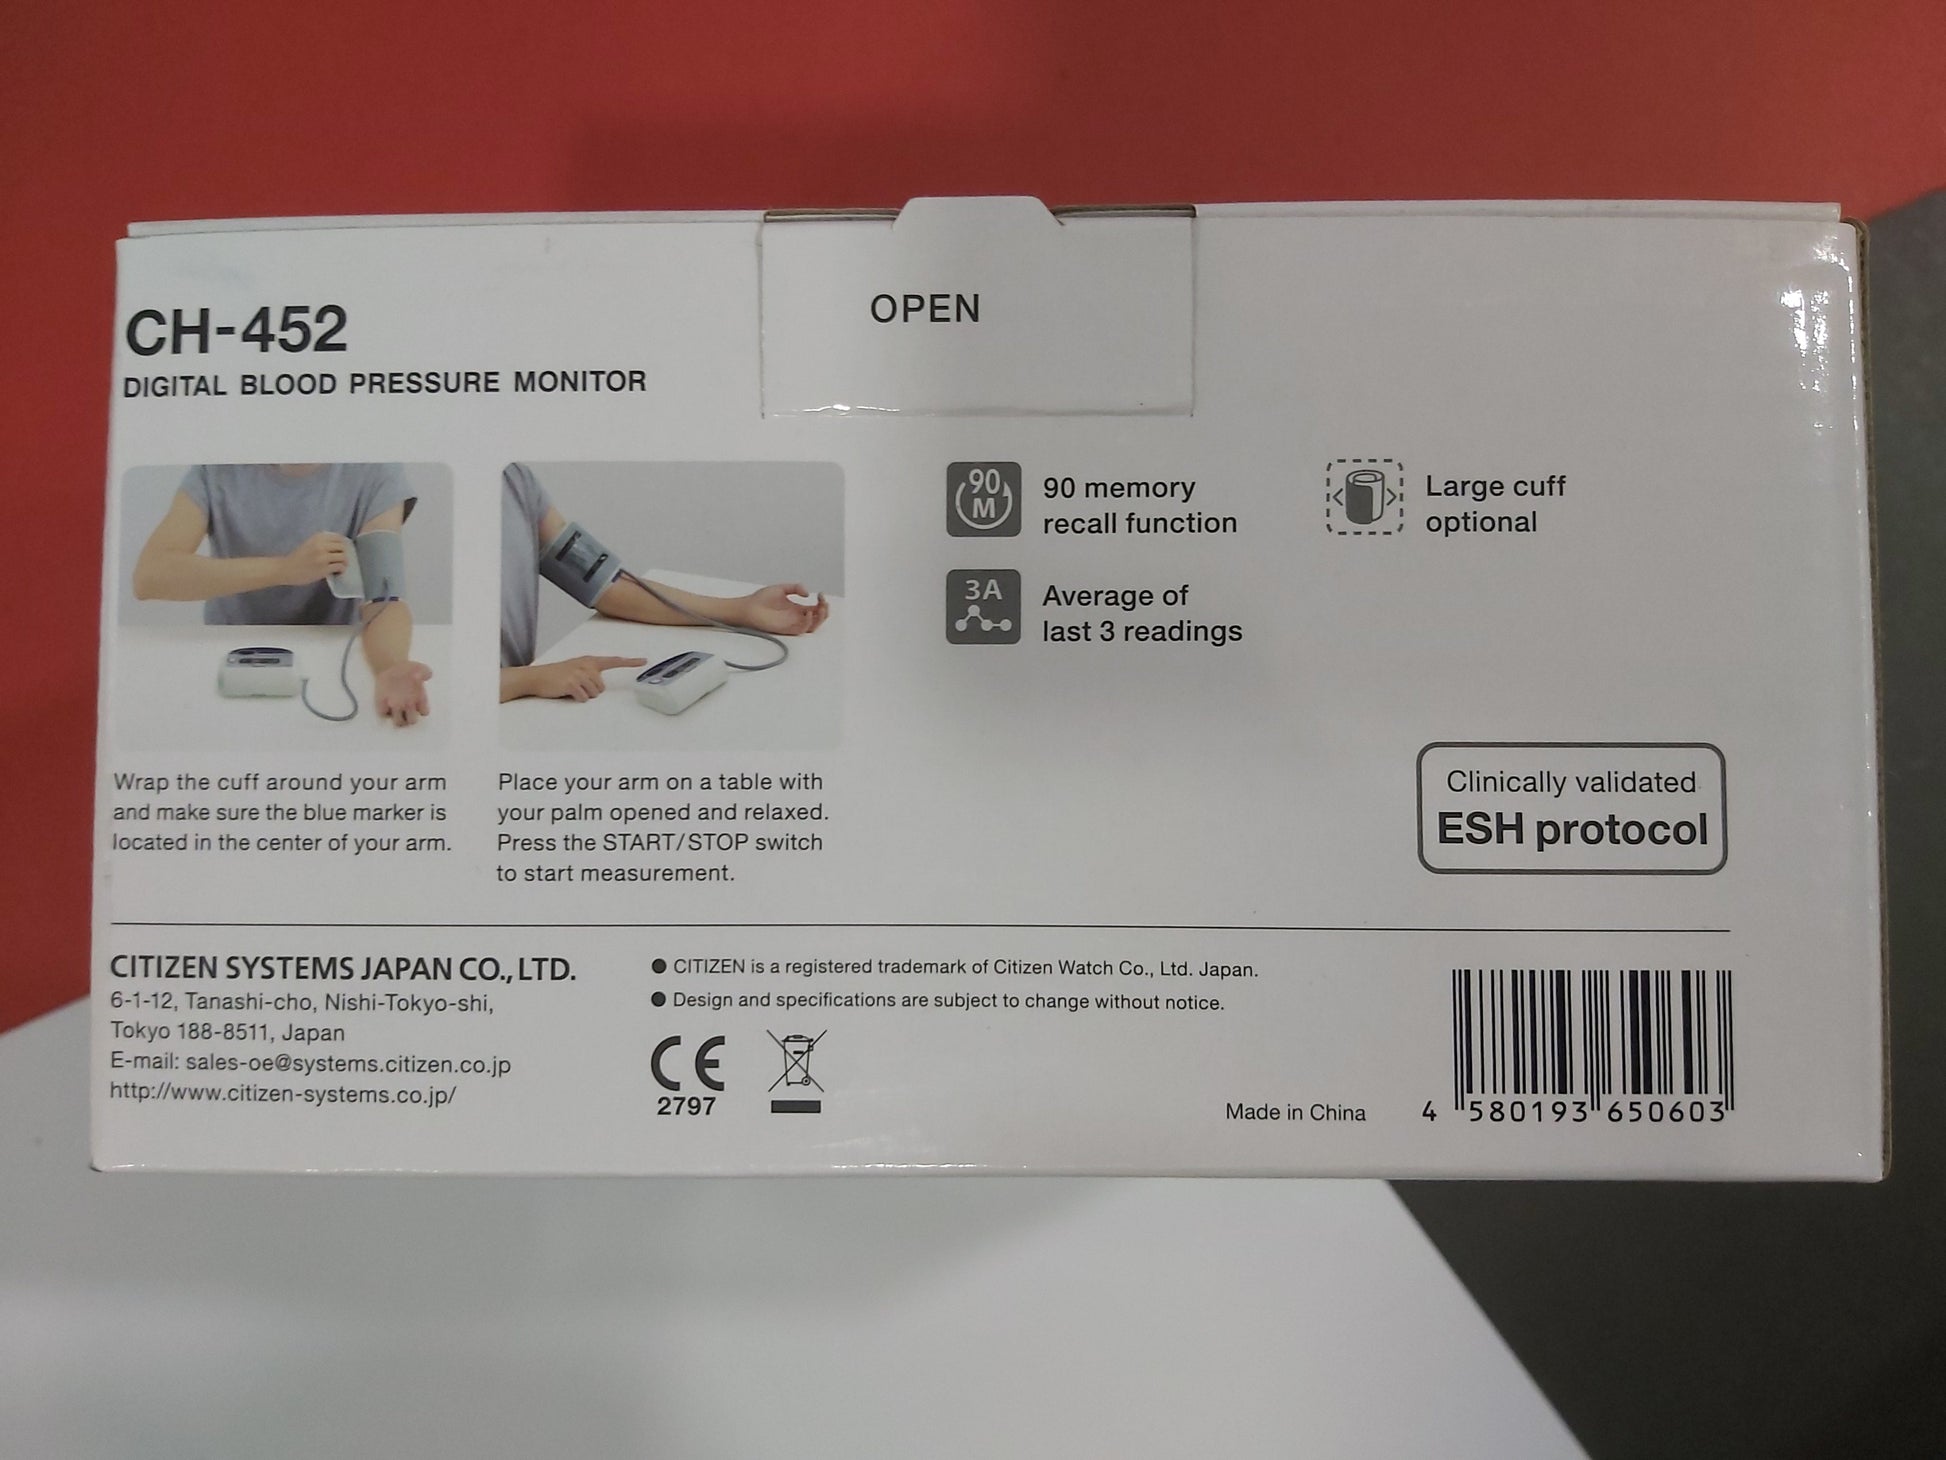 OPEN
CH-452
DIGITAL BLOOD PRESSURE MONITOR
90
M
90 memory
recall function
Large cuff
optional
3A
Average of
last 3 readings
Wrap the cuff around your arm
and make sure the blue marker is
located in the center of your arm.
Place your arm on a table with
your palm opened and relaxed.
Press the START/STOP switch
to start measurement.
Clinically validated
ESH protocol
CITIZEN SYSTEMS JAPAN CO., LTD.
6-1-12, Tanashi-cho, Nishi-Tokyo-shi,
Tokyo 188-8511, Japan
E-mail: sales-oe@systems.citizen.co.jp
http://www.citizen-systems.co.jp/
● CITIZEN is a registered trademark of Citizen Watch Co., Ltd. Japan.
● Design and specifications are subject to change without notice.
CE
2797
Made in China
4 580193 650603